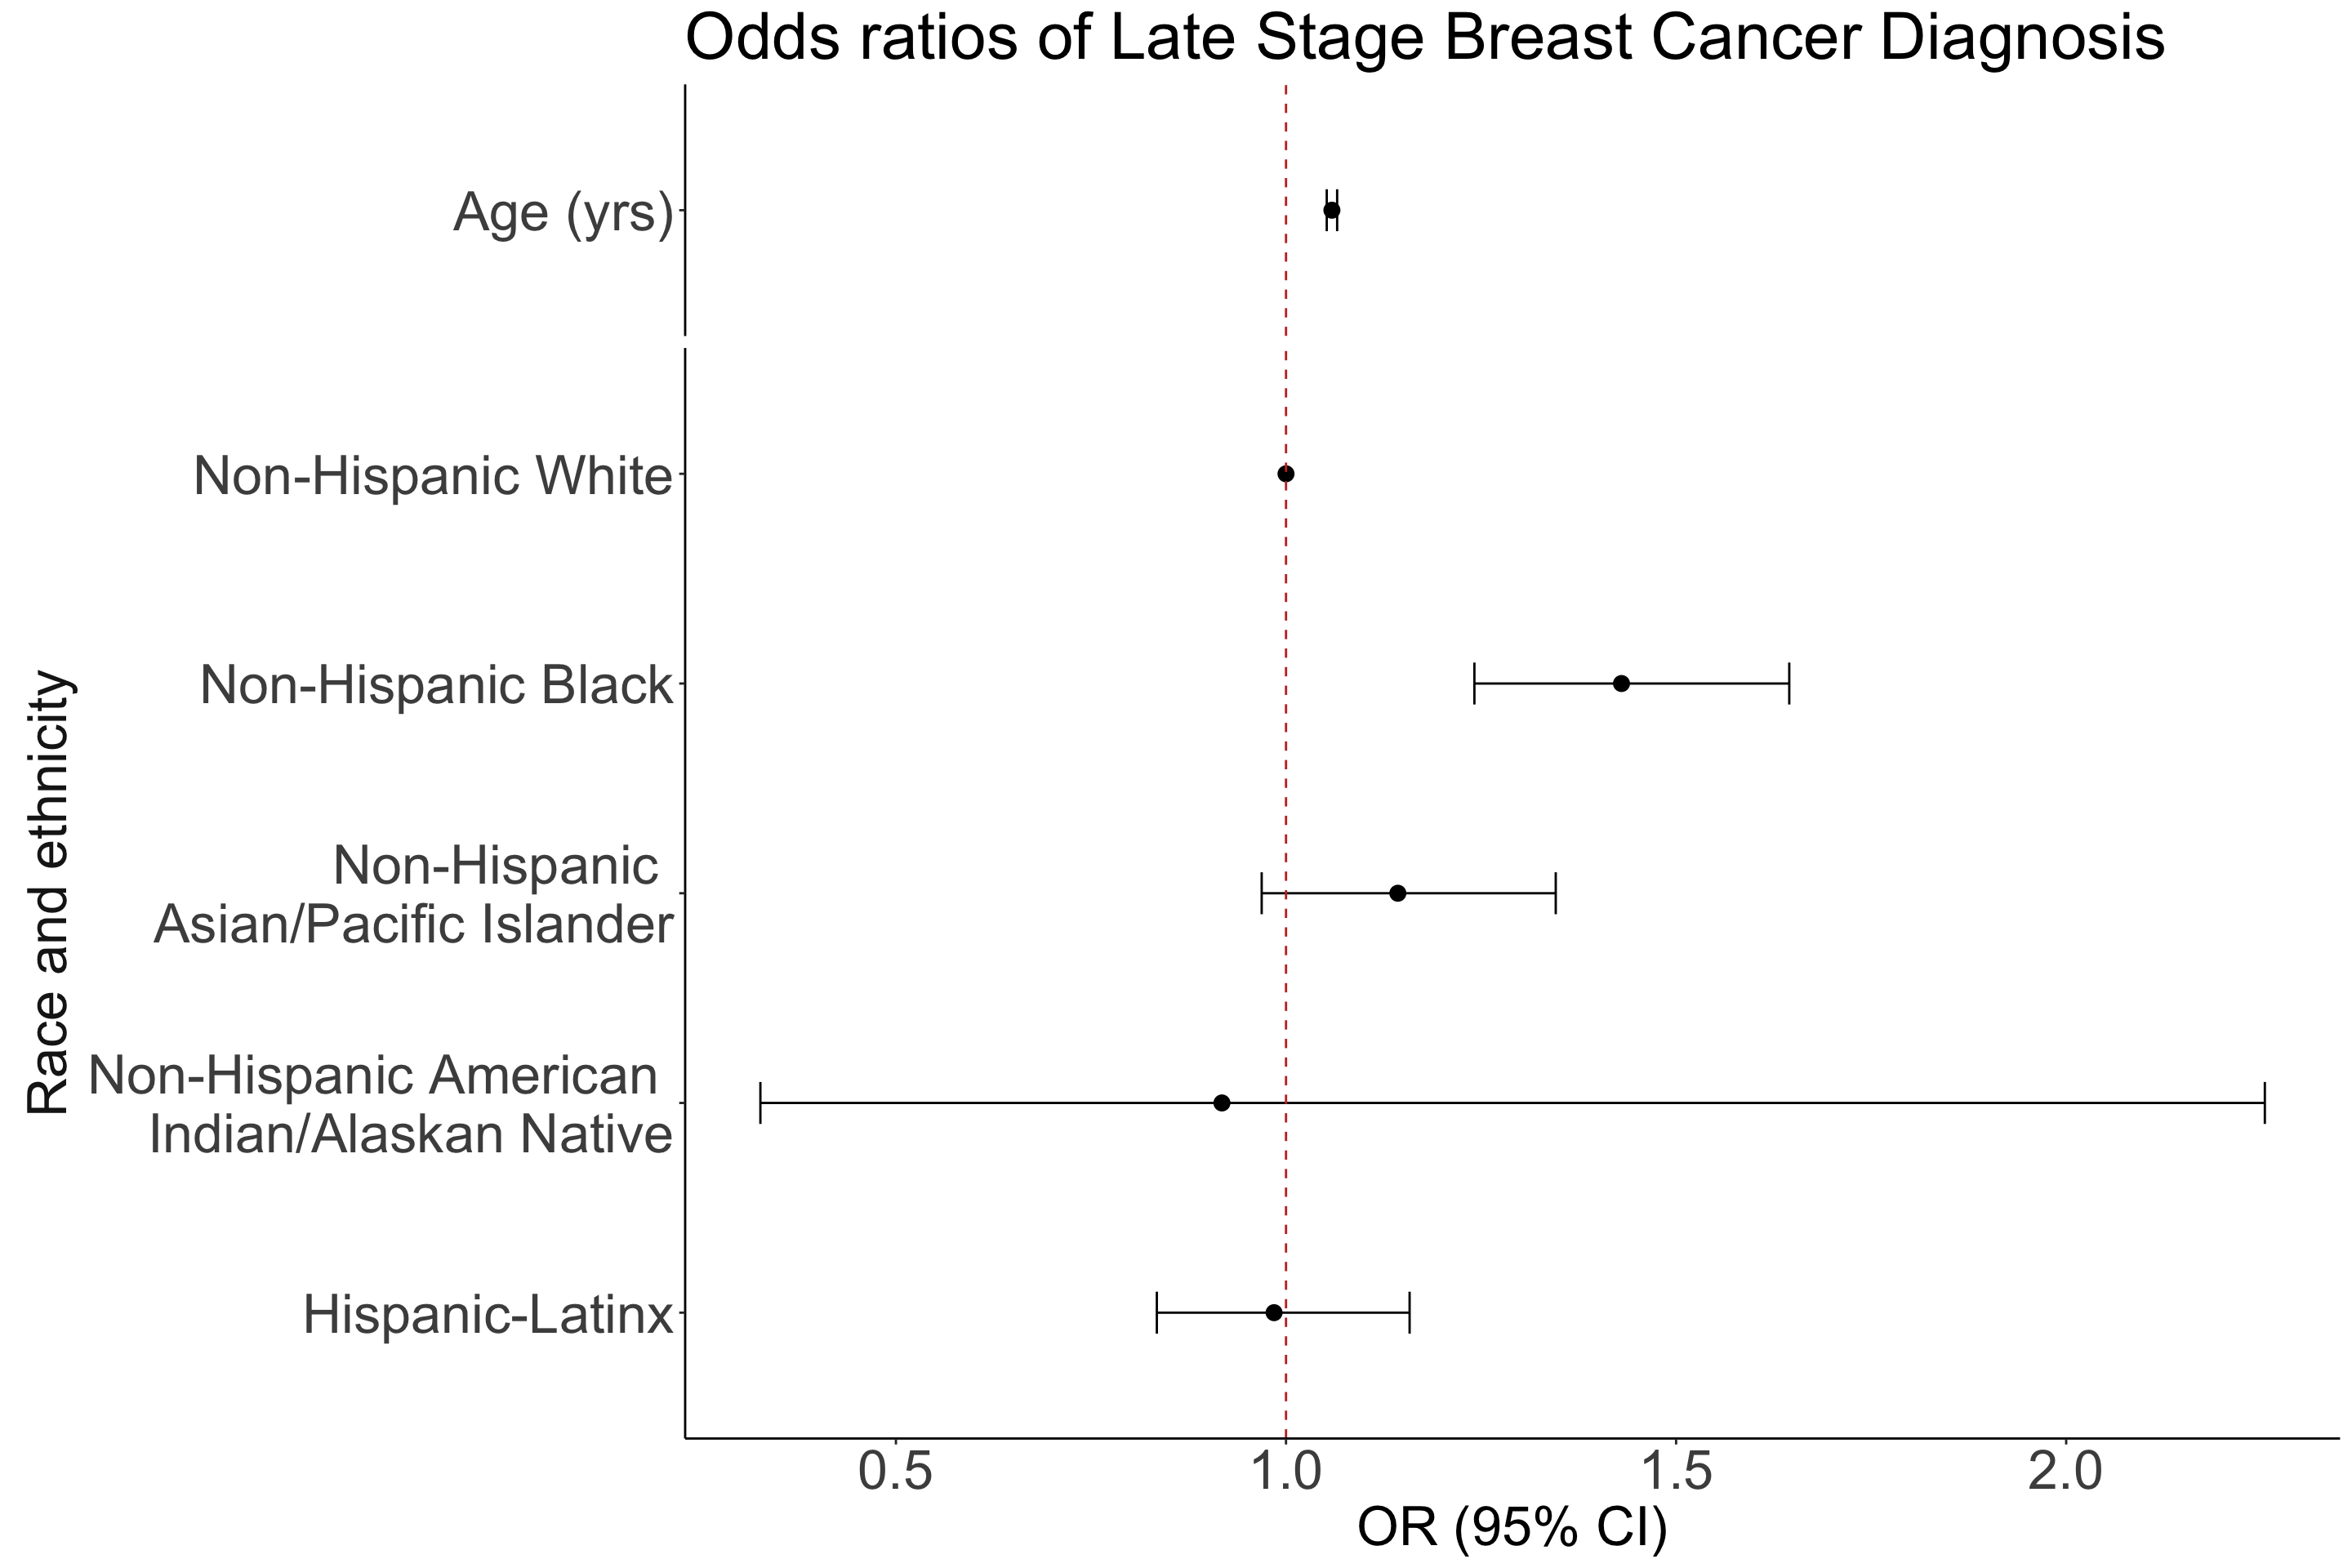 Odds ratios of Late Stage Breast Cancer Diagnosis
Age (yrs)
Non-Hispanic White
Non-Hispanic Black
Non-Hispanic
Asian/Pacific Islander
Non-Hispanic American
Indian/Alaskan Native
Hispanic-Latinx
Race and ethnicity
0.5 1.0 1.5 2.0
OR (95% CI)